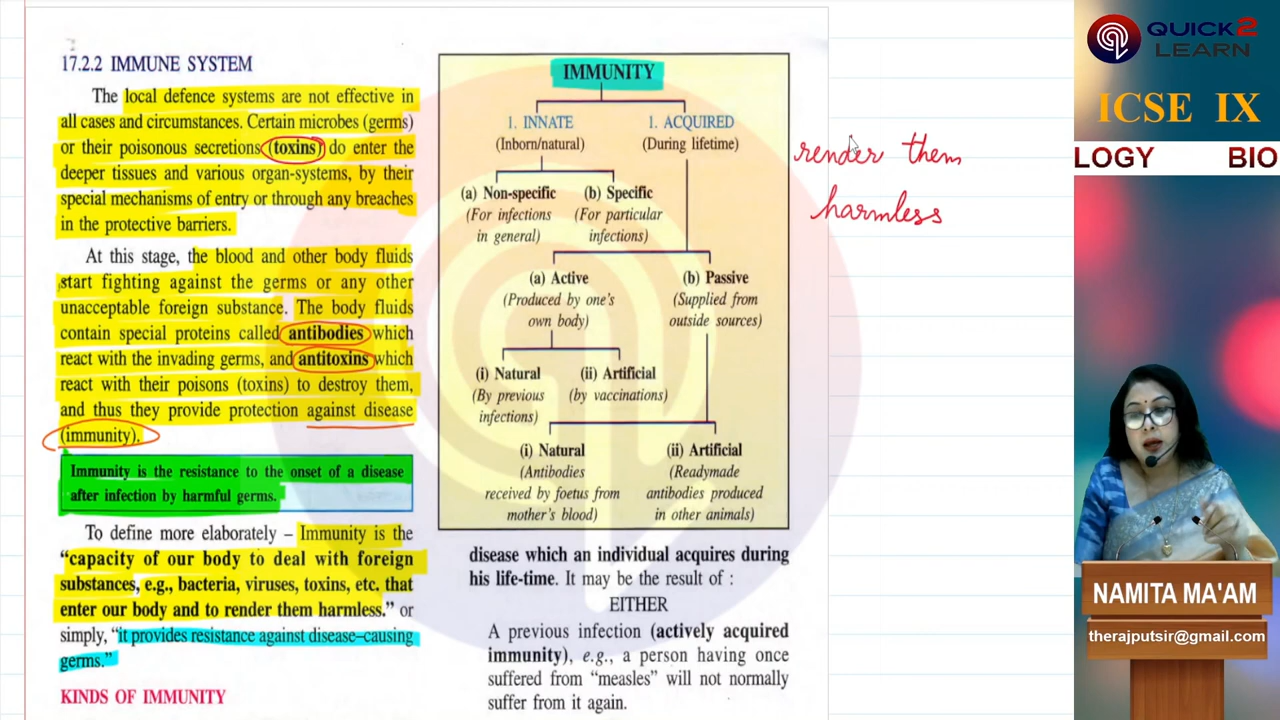 17.2.2 IMMUNE SYSTEM
The local defence systems are not effective in
all cases and circumstances. Certain microbes (germs)
or their poisonous secretions (toxins) do enter the
deeper tissues and various organ-systems, by their
special mechanisms of entry or through any breaches
in the protective barriers.
At this stage, the blood and other body fluids
start fighting against the germs or any other
unacceptable foreign substance. The body fluids
contain special proteins called antibodies which
react with the invading germs, and antitoxins which
react with their poisons (toxins) to destroy them,
and thus they provide protection against disease
(immunity).
Immunity is the resistance to the onset of a disease
after infection by harmful germs.
To define more elaborately – Immunity is the
“capacity of our body to deal with foreign
substances, e.g., bacteria, viruses, toxins, etc. that
enter our body and to render them harmless.” or
simply, “it provides resistance against disease–causing
germs.”
KINDS OF IMMUNITY
IMMUNITY
1. INNATE
(Inborn/natural)
1. ACQUIRED
(During lifetime)
(a) Non-specific
(For infections
in general)
(b) Specific
(For particular
infections)
(a) Active
(Produced by one's
own body)
(b) Passive
(Supplied from
outside sources)
(i) Natural
(By previous
infections)
(ii) Artificial
(by vaccinations)
(i) Natural
(Antibodies
received by foetus from
mother's blood)
(ii) Artificial
(Readymade
antibodies produced
in other animals)
disease which an individual acquires during
his life-time. It may be the result of :
EITHER
A previous infection (actively acquired
immunity), e.g., a person having once
suffered from “measles” will not normally
suffer from it again.
render them
harmless
QUICK2
LEARN
ICSE IX
LOGY BIO
NAMITA MA'AM
therajputsir@gmail.com